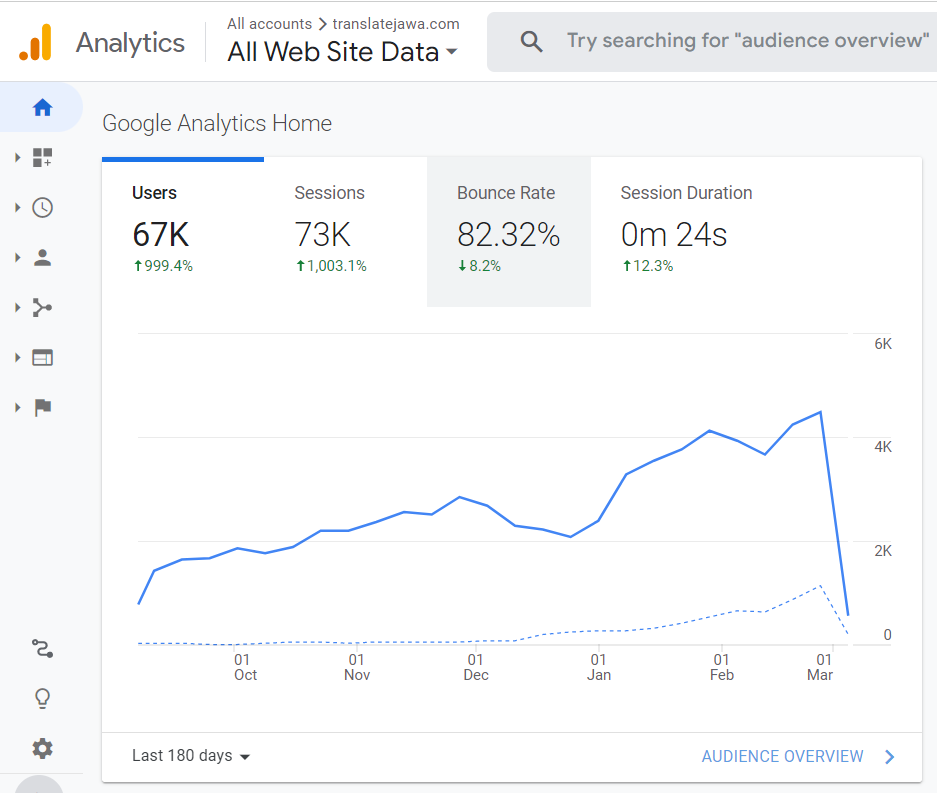 Analytics
All accounts > translatejawa.com
All Web Site Data
Try searching for "audience overview"
Google Analytics Home
Users
67K
999.4%
Sessions
73K
1,003.1%
Bounce Rate
82.32%
8.2%
Session Duration
0m 24s
12.3%
6K
4K
2K
0
01 Oct
01 Nov
01 Dec
01 Jan
01 Feb
01 Mar
Last 180 days
AUDIENCE OVERVIEW